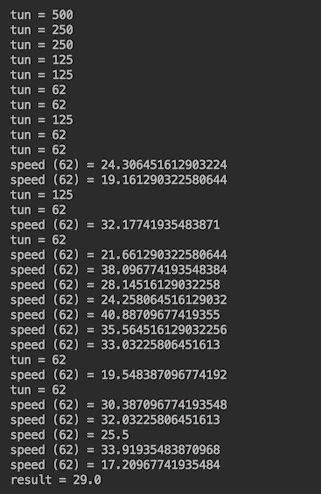 tun = 500
tun = 250
tun = 250
tun = 125
tun = 125
tun = 62
tun = 62
tun = 125
tun = 62
tun = 62
speed (62) = 24.306451612903224
speed (62) = 19.161290322580644
tun = 125
tun = 62
speed (62) = 32.17741935483871
tun = 62
speed (62) = 21.661290322580644
speed (62) = 38.096774193548384
speed (62) = 28.14516129032258
speed (62) = 24.258064516129032
speed (62) = 40.88709677419355
speed (62) = 35.564516129032256
speed (62) = 33.03225806451613
tun = 62
speed (62) = 19.548387096774192
tun = 62
speed (62) = 30.387096774193548
speed (62) = 32.03225806451613
speed (62) = 25.5
speed (62) = 33.91935483870968
speed (62) = 17.20967741935484
result = 29.0